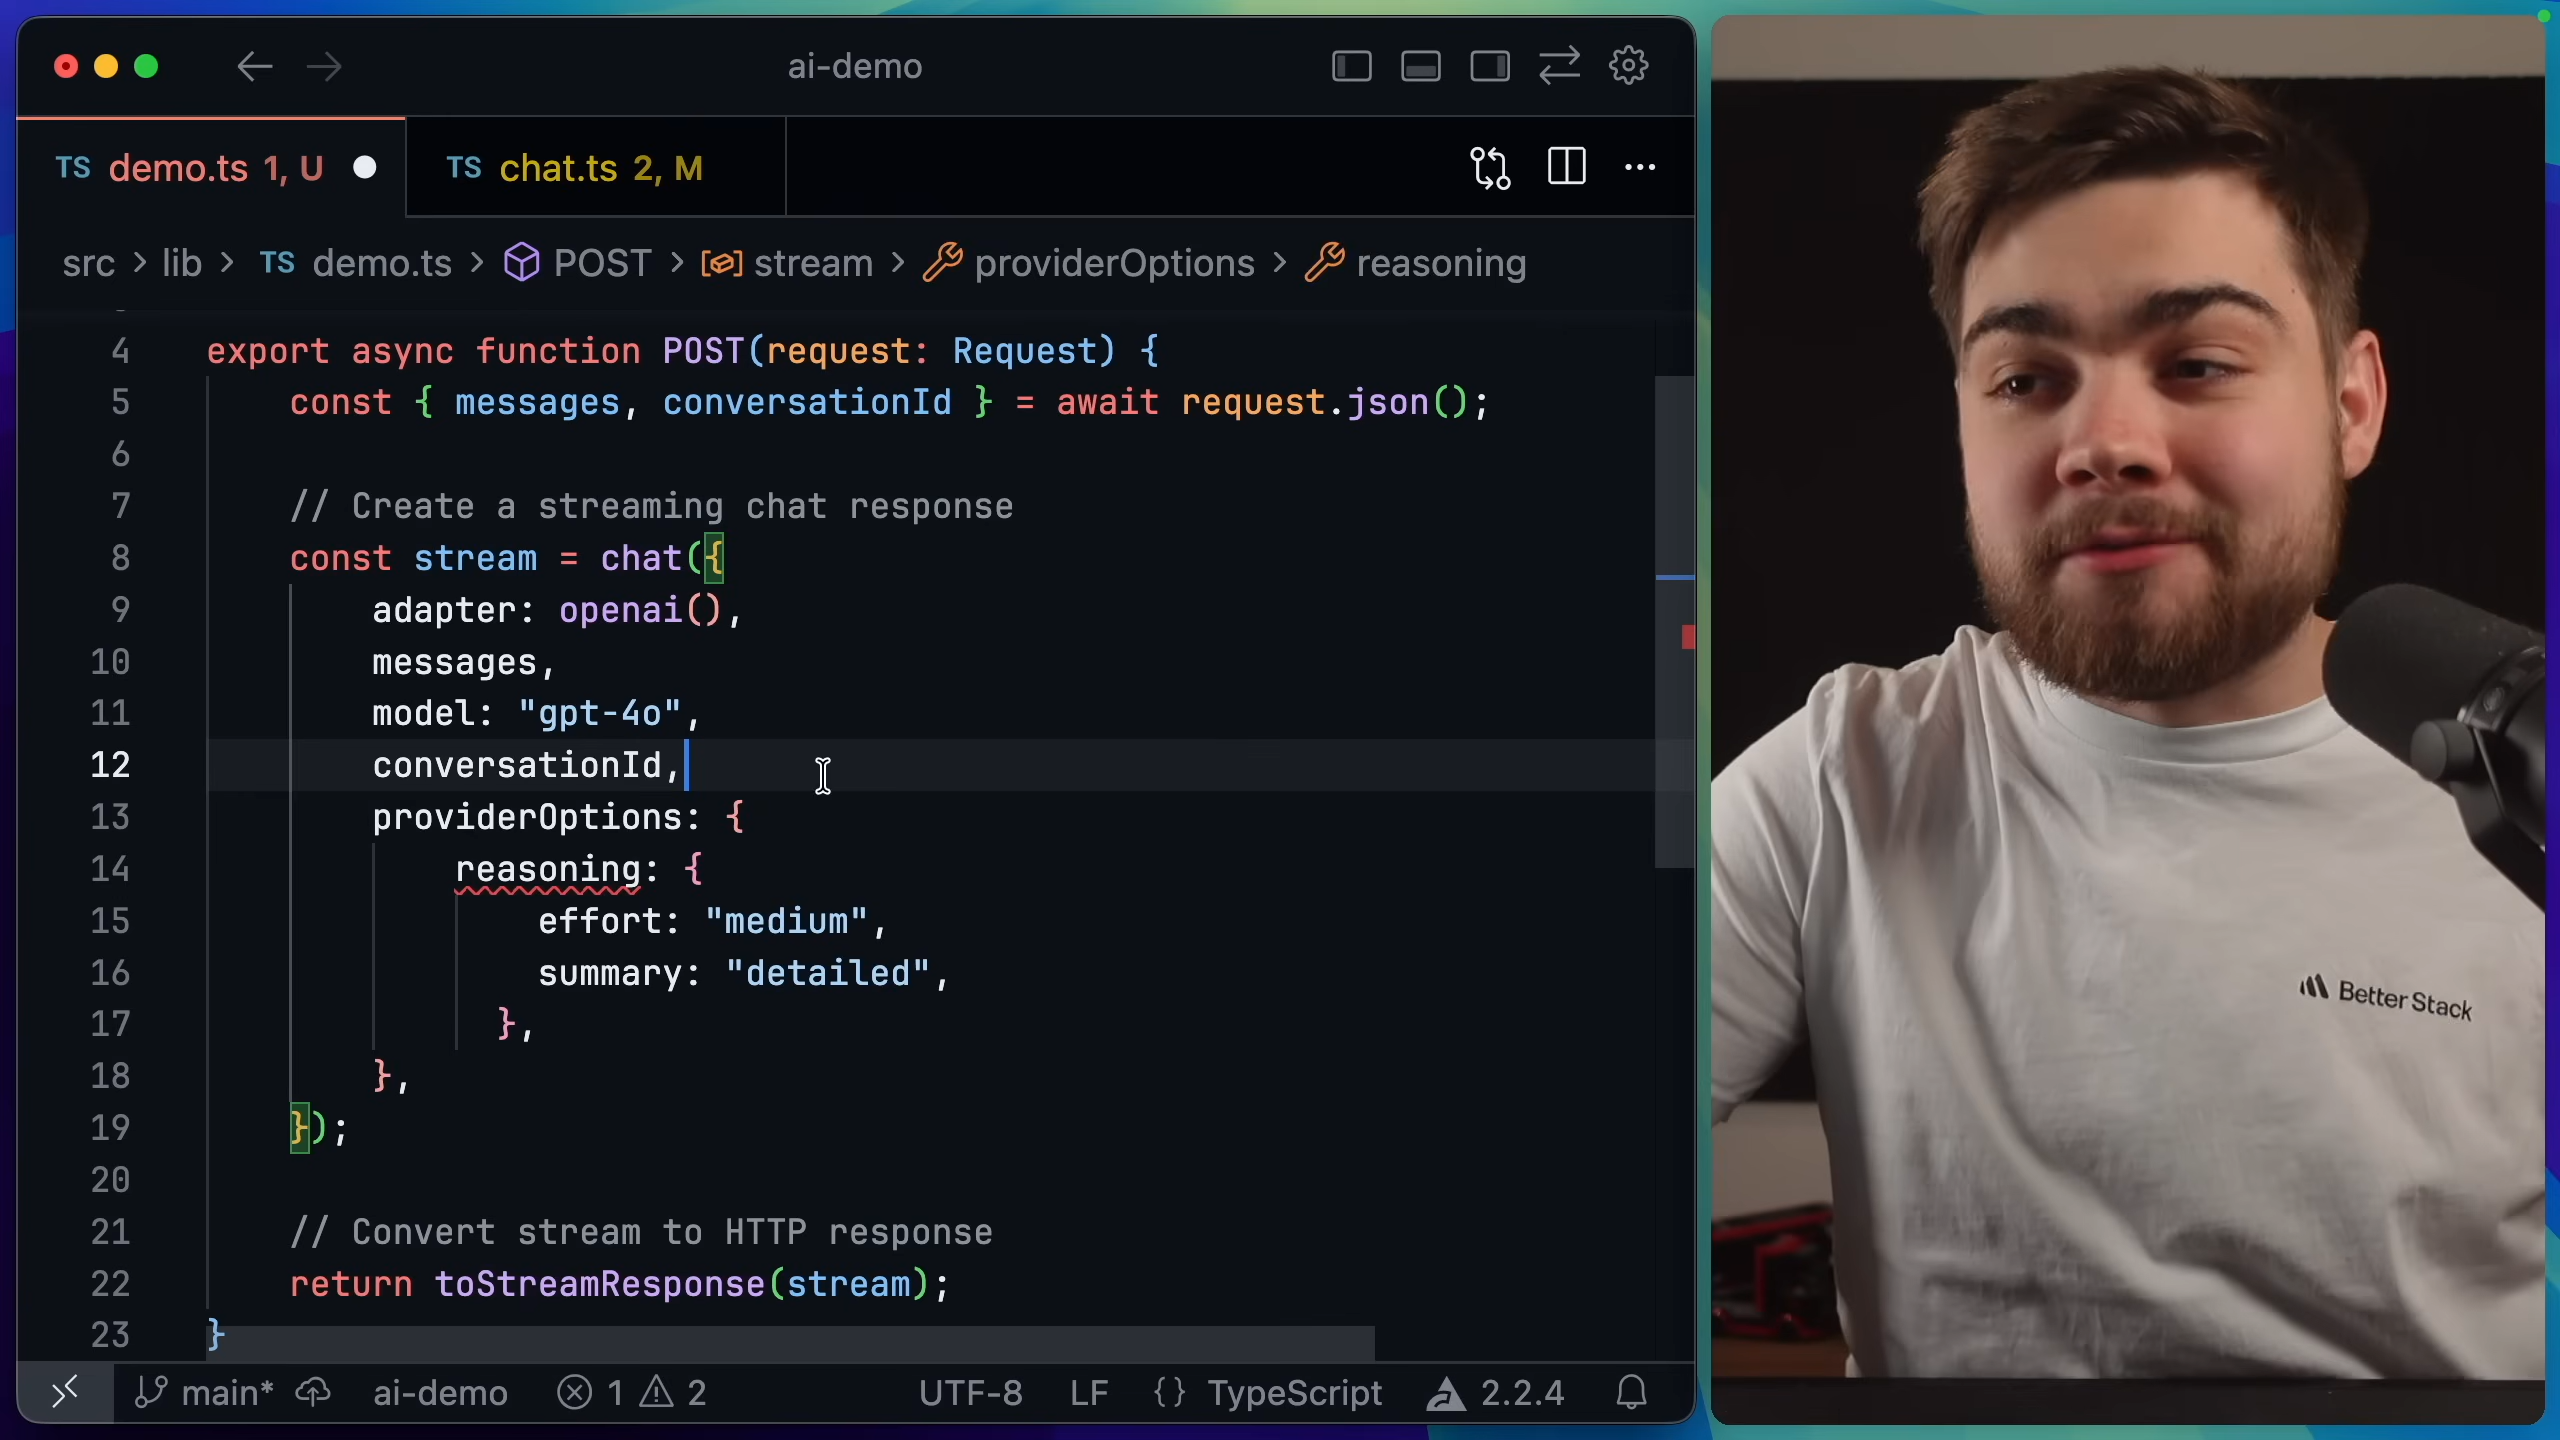 ai-demo
TS demo.ts 1, U
TS chat.ts 2, M
src > lib > TS demo.ts > POST > stream > providerOptions > reasoning
4 export async function POST(request: Request) {
5 const { messages, conversationId } = await request.json();
6
7 // Create a streaming chat response
8 const stream = chat({
9 adapter: openai(),
10 messages,
11 model: "gpt-4o",
12 conversationId,
13 providerOptions: {
14 reasoning: {
15 effort: "medium",
16 summary: "detailed",
17 },
18 },
19 });
20
21 // Convert stream to HTTP response
22 return toStreamResponse(stream);
23 }
main* ai-demo 1 2 UTF-8 LF {} TypeScript 2.2.4
Better Stack